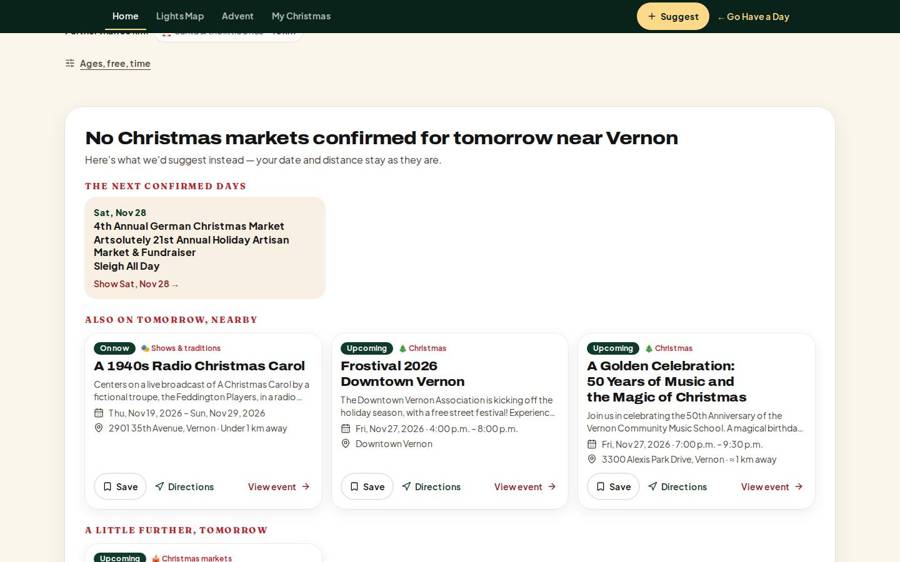 Home
Lights Map
Advent
My Christmas
+ Suggest
← Go Have a Day
Ages, free, time
No Christmas markets confirmed for tomorrow near Vernon
Here's what we'd suggest instead — your date and distance stay as they are.
THE NEXT CONFIRMED DAYS
Sat, Nov 28
4th Annual German Christmas Market
Artsolutely 21st Annual Holiday Artisan
Market & Fundraiser
Sleigh All Day
Show Sat, Nov 28 →
ALSO ON TOMORROW, NEARBY
On now
Shows & traditions
A 1940s Radio Christmas Carol
Centers on a live broadcast of A Christmas Carol by a
fictional troupe, the Feddington Players, in a radio ...
Thu, Nov 19, 2026 – Sun, Nov 29, 2026
2901 35th Avenue, Vernon · Under 1 km away
Save
Directions
View event →
Upcoming
Christmas
Frostival 2026
Downtown Vernon
The Downtown Vernon Association is kicking off the
holiday season, with a free street festival! Experienc...
Fri, Nov 27, 2026 · 4:00 p.m. – 8:00 p.m.
Downtown Vernon
Save
Directions
View event →
Upcoming
Christmas
A Golden Celebration:
50 Years of Music and
the Magic of Christmas
Join us in celebrating the 50th Anniversary of the
Vernon Community Music School. A magical birthda...
Fri, Nov 27, 2026 · 7:00 p.m. – 9:30 p.m.
3300 Alexis Park Drive, Vernon · ≈ 1 km away
Save
Directions
View event →
A LITTLE FURTHER, TOMORROW
Upcoming
Christmas markets